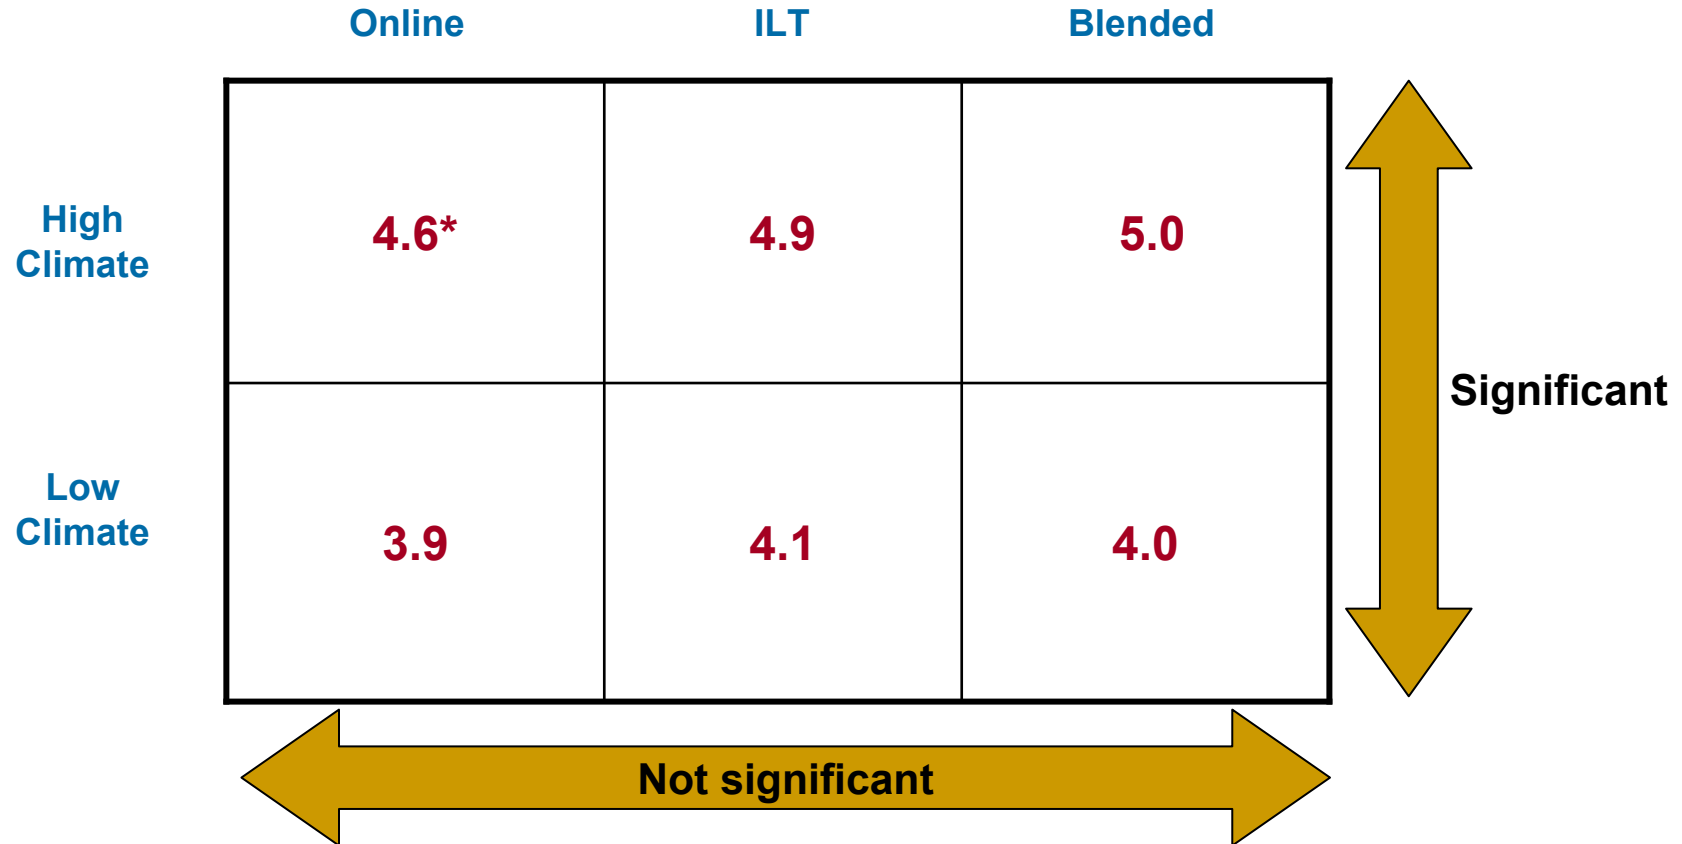 Online ILT Blended
High
Climate
4.6* 4.9 5.0
Significant
Low
Climate
3.9 4.1 4.0
Not significant